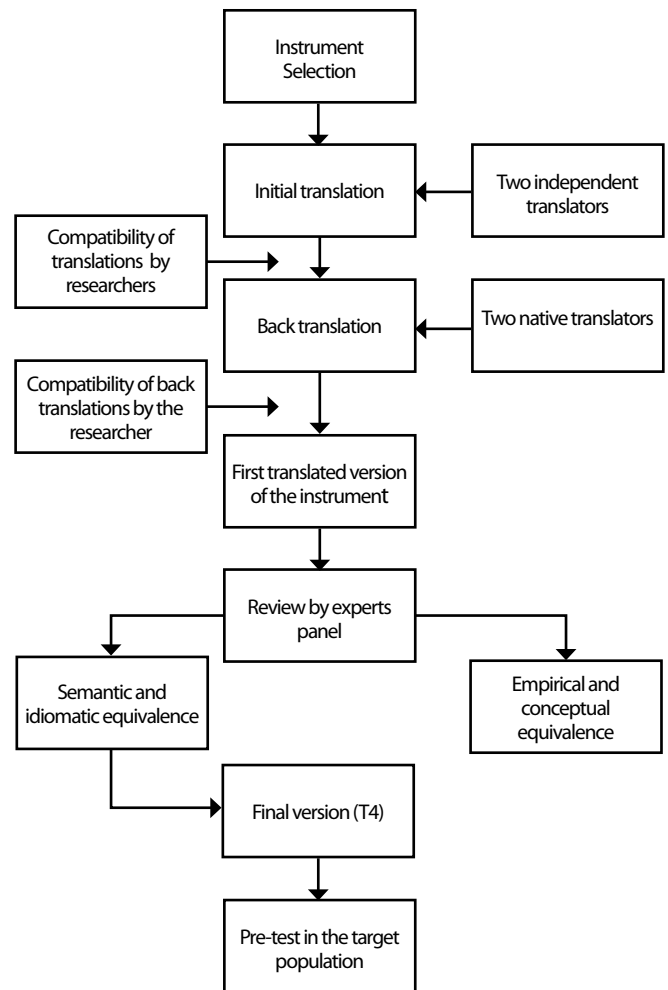 Instrument
Selection
Initial translation
Two independent
translators
Compatibility of
translations by
researchers
Back translation
Two native translators
Compatibility of back
translations by the
researcher
First translated version
of the instrument
Review by experts
panel
Semantic and
idiomatic equivalence
Empirical and
conceptual
equivalence
Final version (T4)
Pre-test in the target
population